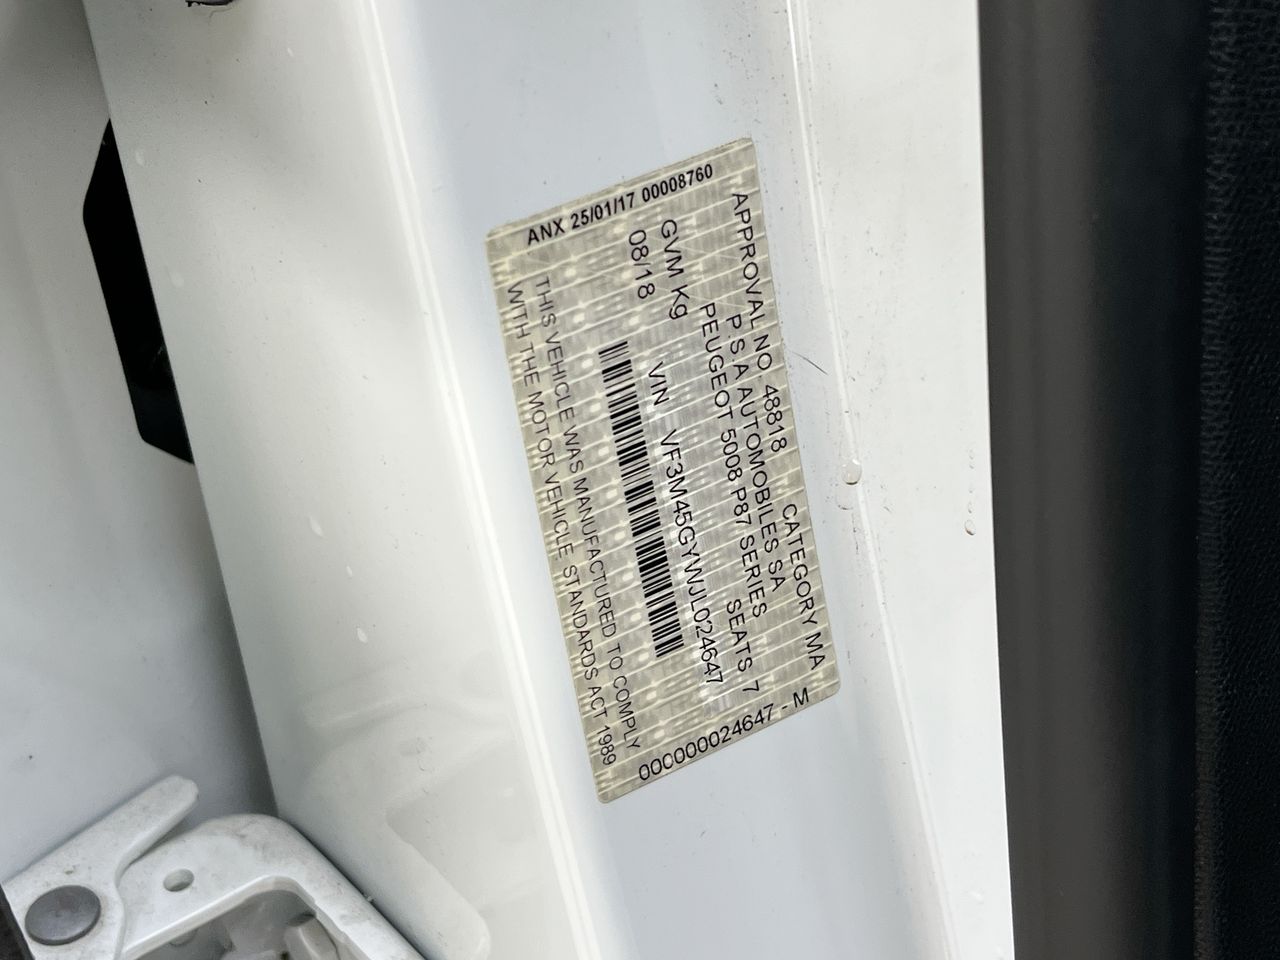 ANX 25/01/17 00008760
APPROVAL NO 48818 CATEGORY MA
P S A AUTOMOBILES SA
PEUGEOT 5008 P87 SERIES
GVM Kg SEATS 7
08/18 VIN VF3M45GYWJL024647
THIS VEHICLE WAS MANUFACTURED TO COMPLY
WITH THE MOTOR VEHICLE STANDARDS ACT 1989
000000024647 - M